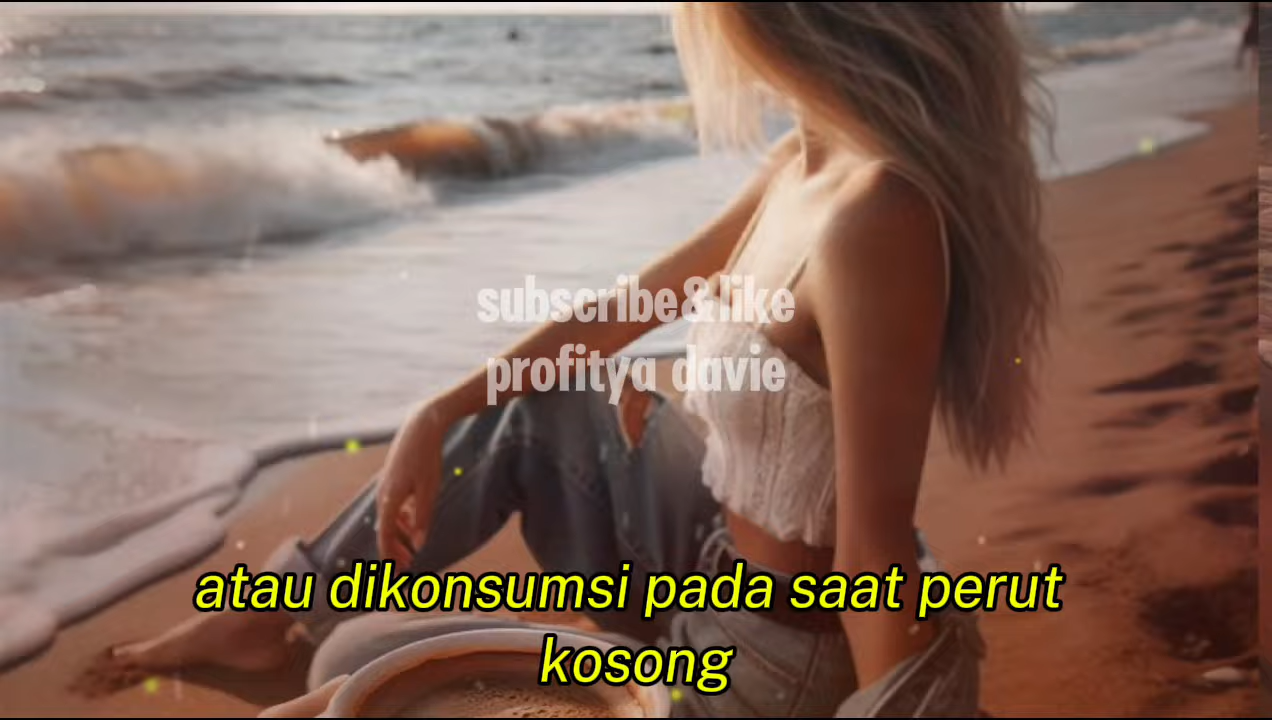 subscribe&like
profitya davie
atau dikonsumsi pada saat perut
kosong